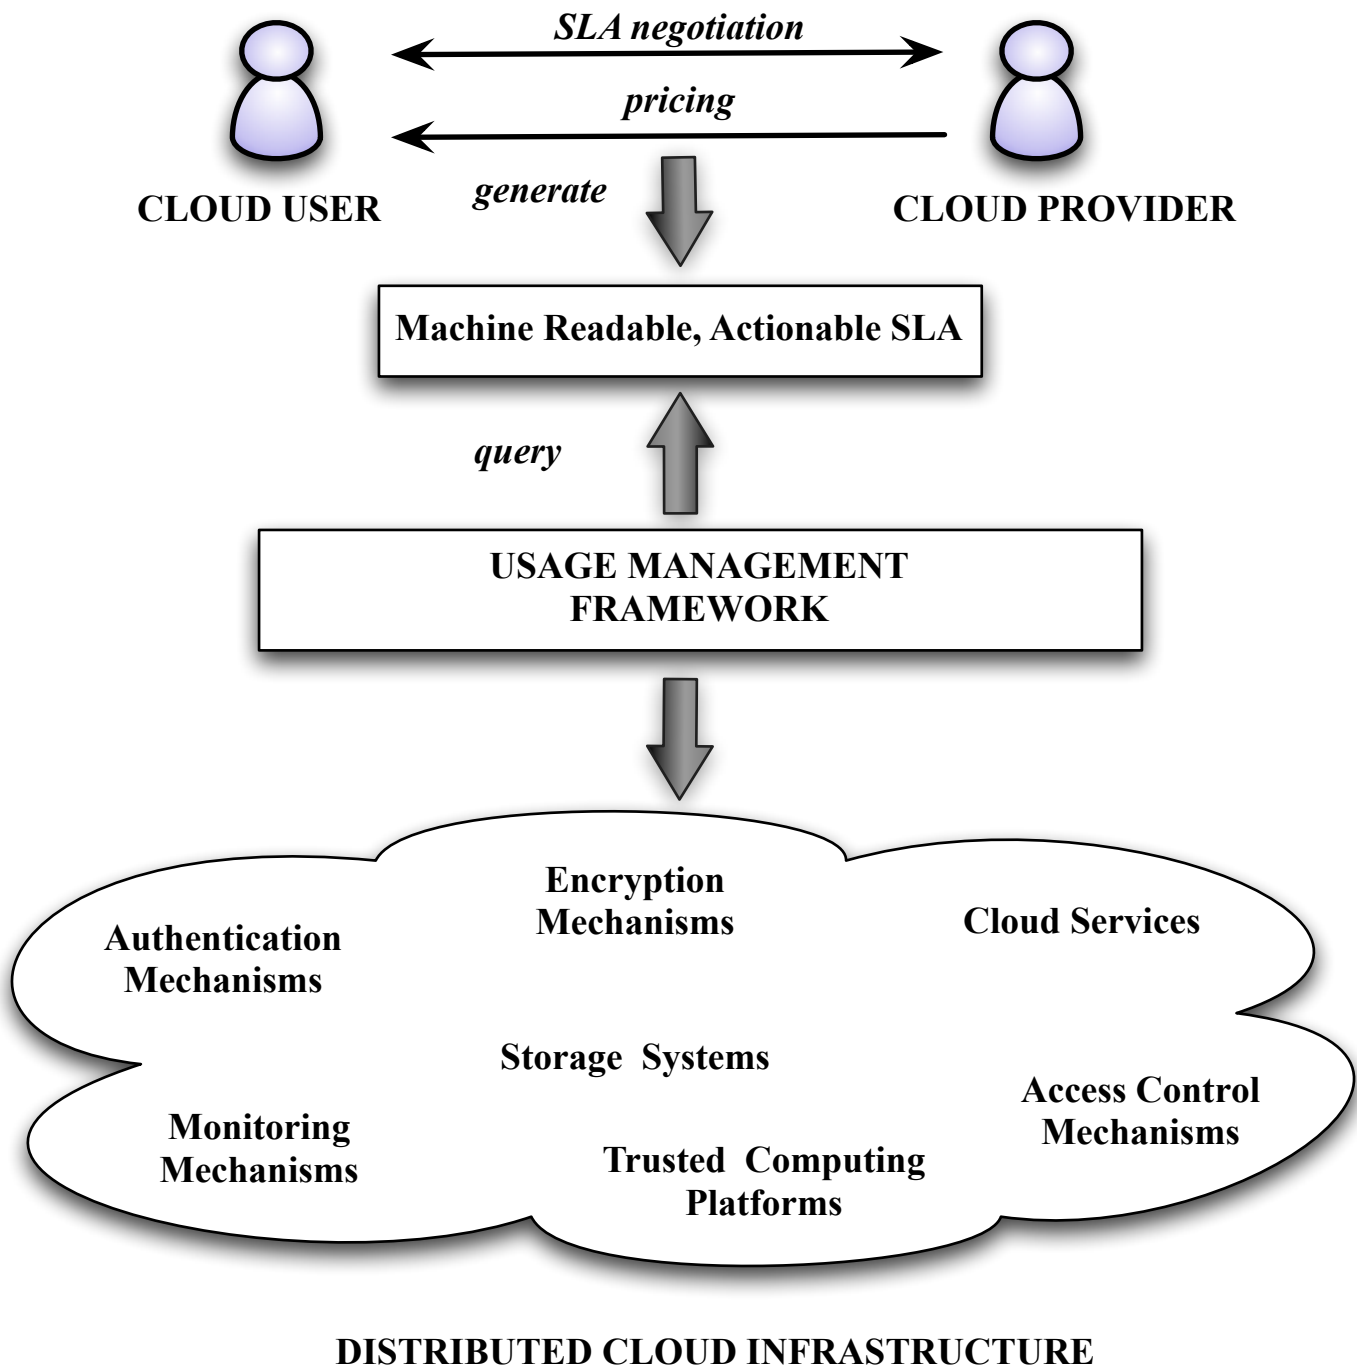 SLA negotiation
pricing
generate
CLOUD USER
CLOUD PROVIDER
Machine Readable, Actionable SLA
query
USAGE MANAGEMENT
FRAMEWORK
Encryption
Mechanisms
Cloud Services
Authentication
Mechanisms
Storage Systems
Access Control
Mechanisms
Monitoring
Mechanisms
Trusted Computing
Platforms
DISTRIBUTED CLOUD INFRASTRUCTURE